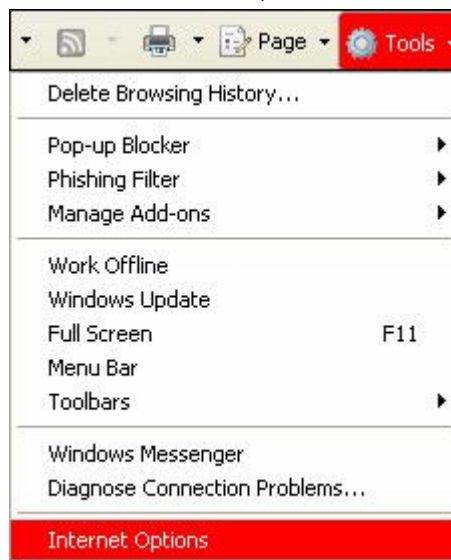 Page Tools
Delete Browsing History...
Pop-up Blocker
Phishing Filter
Manage Add-ons
Work Offline
Windows Update
Full Screen F11
Menu Bar
Toolbars
Windows Messenger
Diagnose Connection Problems...
Internet Options